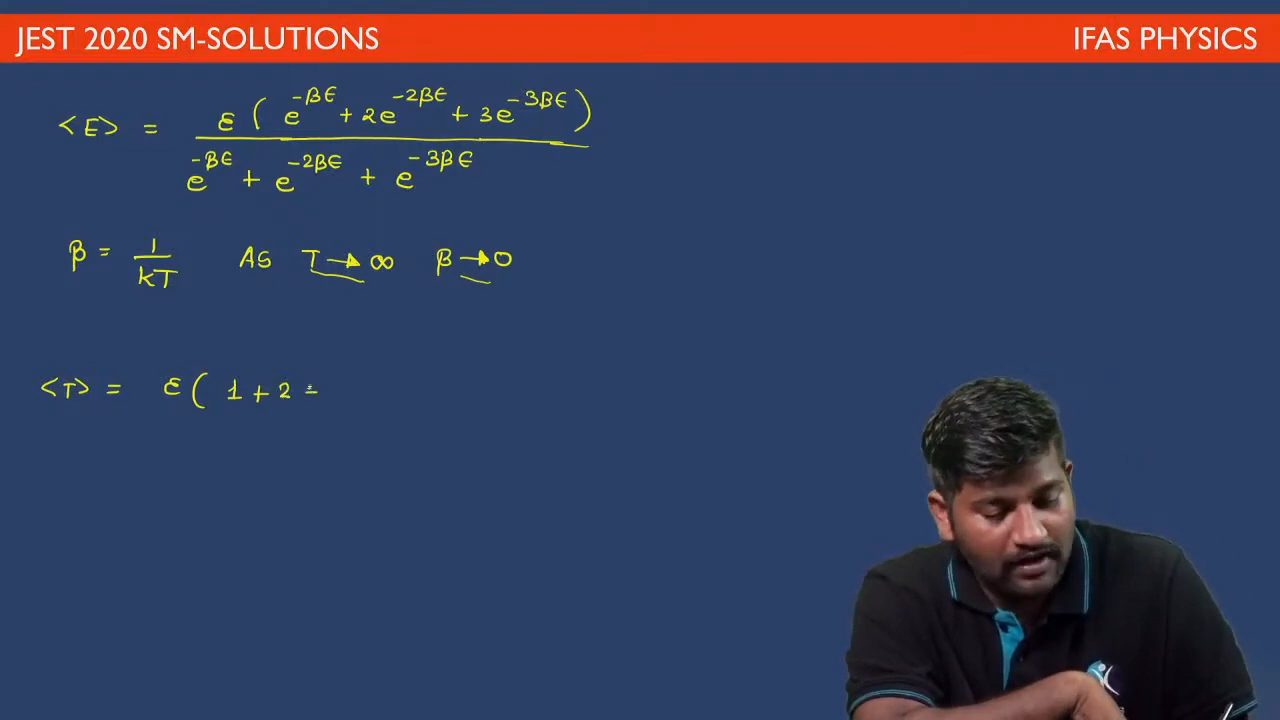 JEST 2020 SM-SOLUTIONS
IFAS PHYSICS
<E> = ε ( e^{-βϵ} + 2e^{-2βϵ} + 3e^{-3βϵ} )
e^{-βϵ} + e^{-2βϵ} + e^{-3βϵ}
β = 1/kT AS T → ∞ β → 0
<T> = ε ( 1 + 2 =